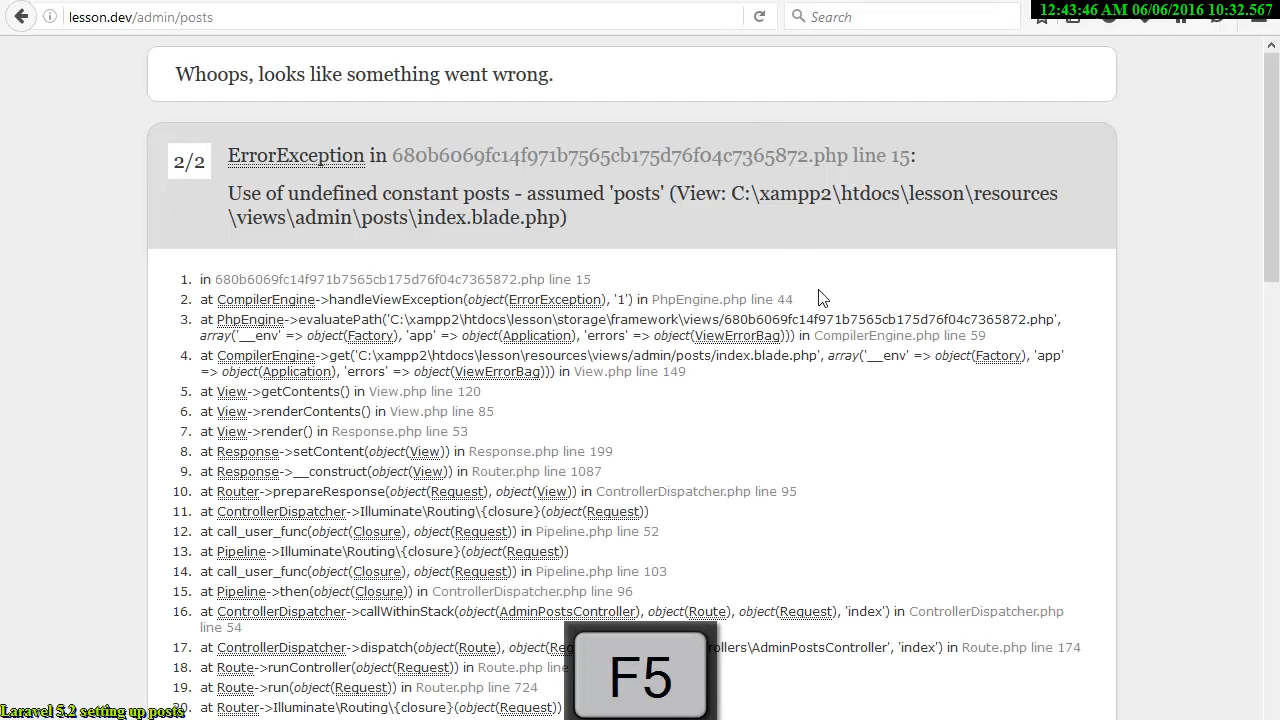 lesson.dev/admin/posts
Search
12:43:46 AM 06/06/2016 10:32.567
Whoops, looks like something went wrong.
2/2
ErrorException in 680b6069fc14f971b7565cb175d76f04c7365872.php line 15:
Use of undefined constant posts - assumed 'posts' (View: C:\xampp2\htdocs\lesson\resources
\views\admin\posts\index.blade.php)
1. in 680b6069fc14f971b7565cb175d76f04c7365872.php line 15
2. at CompilerEngine->handleViewException(object(ErrorException), '1') in PhpEngine.php line 44
3. at PhpEngine->evaluatePath('C:\xampp2\htdocs\lesson\storage\framework\views/680b6069fc14f971b7565cb175d76f04c7365872.php',
array('__env' => object(Factory), 'app' => object(Application), 'errors' => object(ViewErrorBag))) in CompilerEngine.php line 59
4. at CompilerEngine->get('C:\xampp2\htdocs\lesson\resources\views/admin/posts/index.blade.php', array('__env' => object(Factory), 'app'
=> object(Application), 'errors' => object(ViewErrorBag))) in View.php line 149
5. at View->getContents() in View.php line 120
6. at View->renderContents() in View.php line 85
7. at View->render() in Response.php line 53
8. at Response->setContent(object(View)) in Response.php line 199
9. at Response->__construct(object(View)) in Router.php line 1087
10. at Router->prepareResponse(object(Request), object(View)) in ControllerDispatcher.php line 95
11. at ControllerDispatcher->Illuminate\Routing\{closure}(object(Request))
12. at call_user_func(object(Closure), object(Request)) in Pipeline.php line 52
13. at Pipeline->Illuminate\Routing\{closure}(object(Request))
14. at call_user_func(object(Closure), object(Request)) in Pipeline.php line 103
15. at Pipeline->then(object(Closure)) in ControllerDispatcher.php line 96
16. at ControllerDispatcher->callWithinStack(object(AdminPostsController), object(Route), object(Request), 'index') in ControllerDispatcher.php
line 54
17. at ControllerDispatcher->dispatch(object(Route), object(Req llers\AdminPostsController', 'index') in Route.php line 174
18. at Route->runController(object(Request)) in Route.php line
19. at Route->run(object(Request)) in Router.php line 724
20. at Router->Illuminate\Routing\{closure}(object(Request))
F5
Laravel 5.2 setting up posts